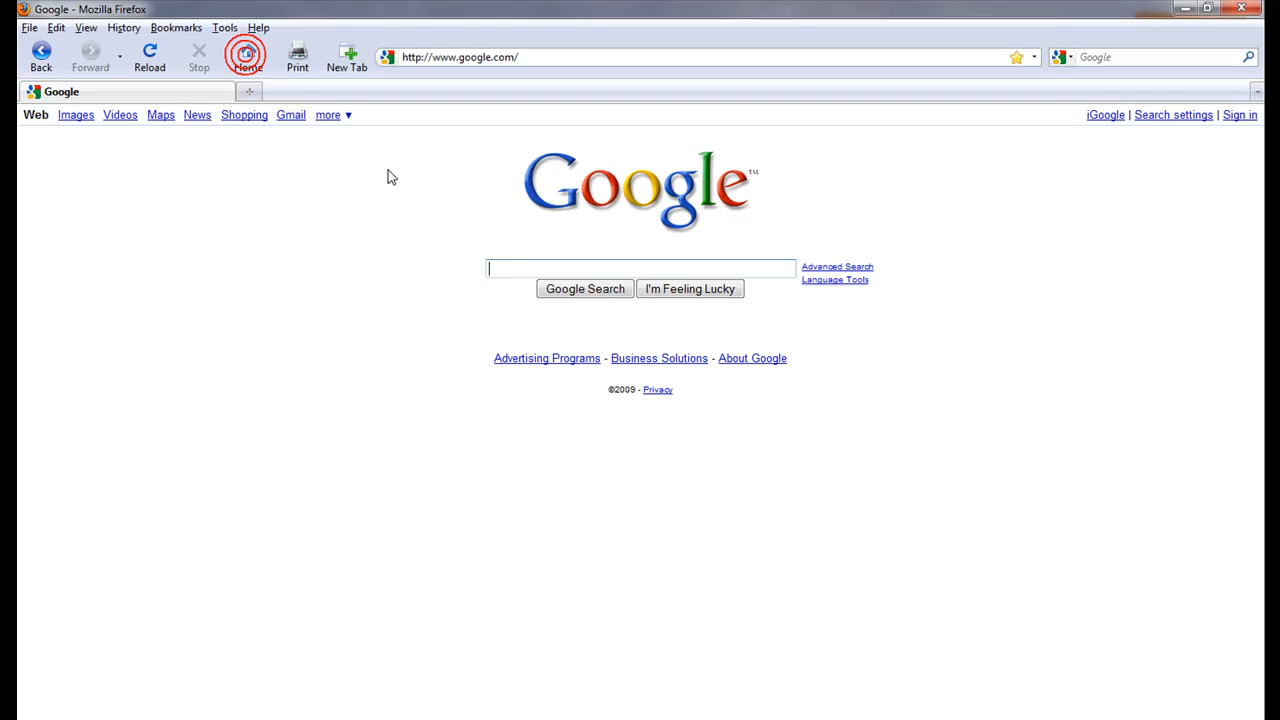 Google - Mozilla Firefox
File Edit View History Bookmarks Tools Help
http://www.google.com/ Google
Back Forward Reload Stop Home Print New Tab
Google
Web Images Videos Maps News Shopping Gmail more ▼ iGoogle | Search settings | Sign in
Google™
Advanced Search
Language Tools
Google Search I'm Feeling Lucky
Advertising Programs - Business Solutions - About Google
©2009 - Privacy